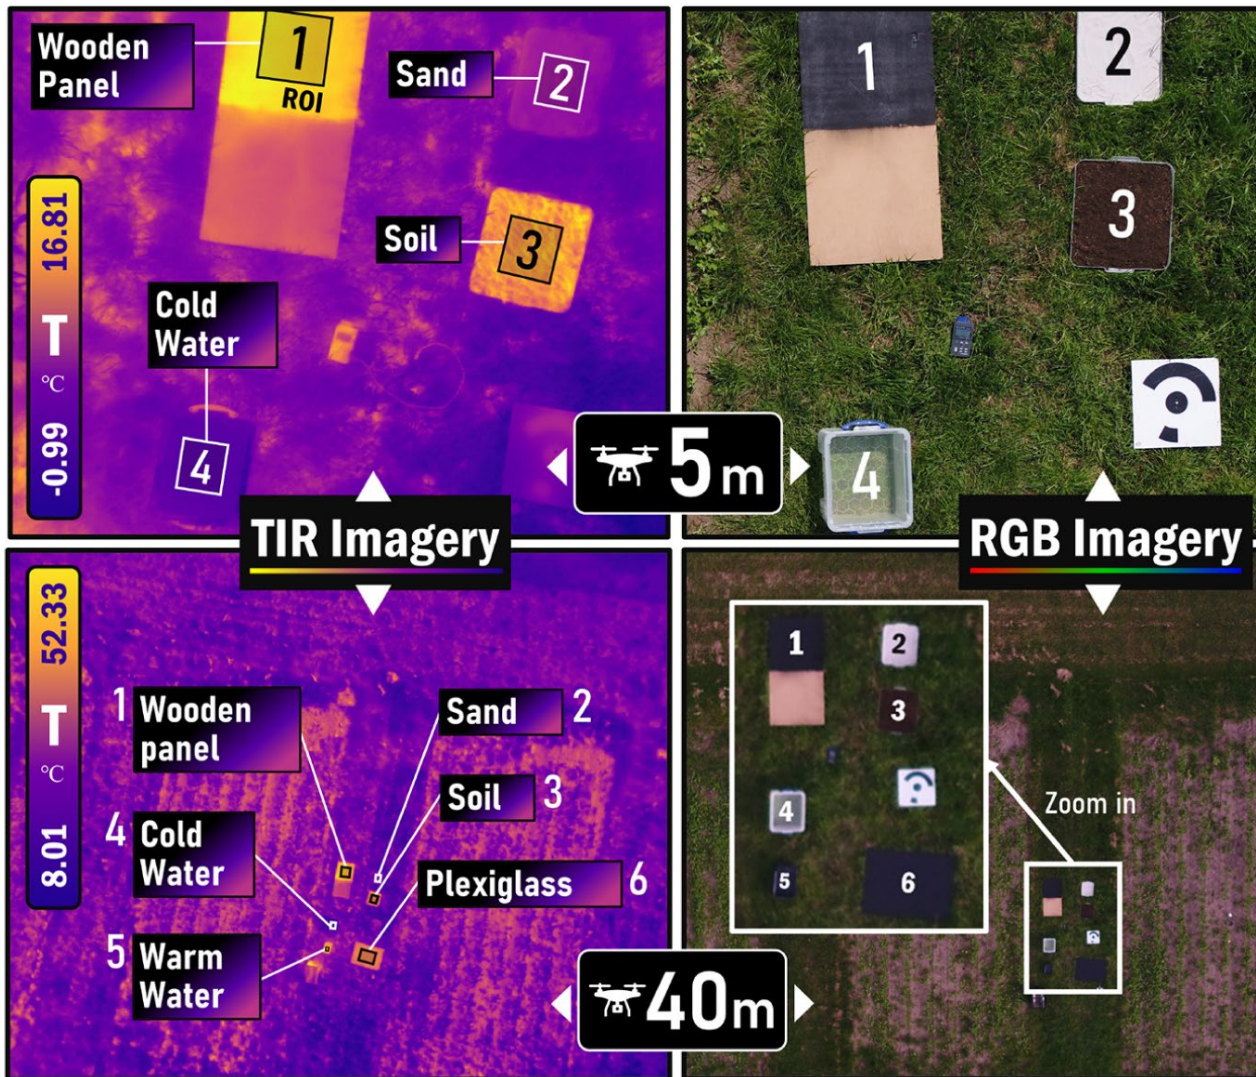 Wooden
Panel
1
ROI
Sand
2
Soil
3
Cold
Water
4
16.81
T
℃
-0.99
1
2
3
4
5 m
TIR Imagery
RGB Imagery
52.33
T
℃
8.01
1
Wooden
panel
Sand
2
Soil
3
4
Cold
Water
Plexiglass
6
5
Warm
Water
40m
1
2
3
4
5
6
Zoom in